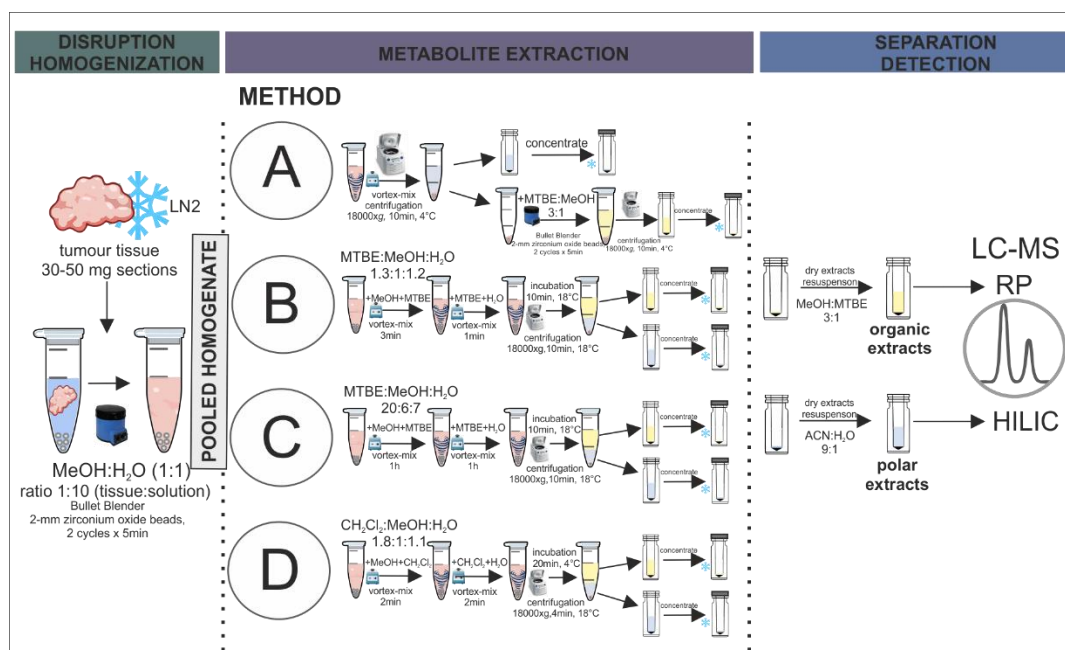 DISRUPTION
HOMOGENIZATION
METABOLITE EXTRACTION
SEPARATION
DETECTION
METHOD
LN2
tumour tissue
30-50 mg sections
MeOH:H₂O (1:1)
ratio 1:10 (tissue:solution)
Bullet Blender
2-mm zirconium oxide beads,
2 cycles x 5min
POOLED HOMOGENATE
A
vortex-mix
centrifugation
18000xg, 10min, 4°C
concentrate
+MTBE:MeOH
3:1
Bullet Blender
2-mm zirconium oxide beads,
2 cycles x 5min
centrifugation
18000xg, 10min, 4°C
concentrate
B
MTBE:MeOH:H₂O
1.3:1:1.2
+MeOH+MTBE
vortex-mix
3min
+MTBE+H₂O
vortex-mix
1min
incubation
10min, 18°C
centrifugation
18000xg,10min, 18°C
concentrate
concentrate
C
MTBE:MeOH:H₂O
20:6:7
+MeOH+MTBE
vortex-mix
1h
+MTBE+H₂O
vortex-mix
1h
incubation
10min, 18°C
centrifugation
18000xg,10min, 18°C
concentrate
concentrate
D
CH₂Cl₂:MeOH:H₂O
1.8:1:1.1
+MeOH+CH₂Cl₂
vortex-mix
2min
+CH₂Cl₂+H₂O
vortex-mix
2min
incubation
20min, 4°C
centrifugation
18000xg,4min, 18°C
concentrate
concentrate
dry extracts
resuspenson
MeOH:MTBE
3:1
organic
extracts
LC-MS
RP
dry extracts
resuspenson
ACN:H₂O
9:1
polar
extracts
HILIC